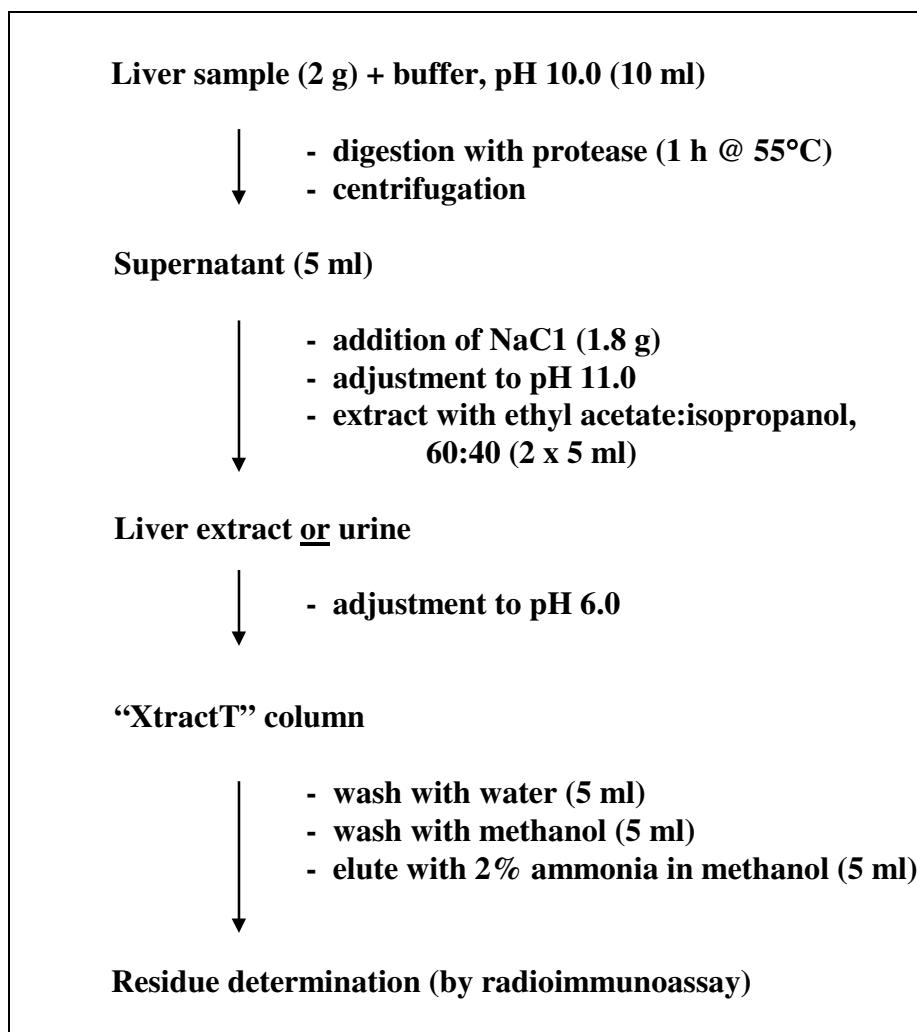 Liver sample (2 g) + buffer, pH 10.0 (10 ml)
- digestion with protease (1 h @ 55°C)
- centrifugation
Supernatant (5 ml)
- addition of NaC1 (1.8 g)
- adjustment to pH 11.0
- extract with ethyl acetate:isopropanol,
60:40 (2 x 5 ml)
Liver extract or urine
- adjustment to pH 6.0
“XtractT” column
- wash with water (5 ml)
- wash with methanol (5 ml)
- elute with 2% ammonia in methanol (5 ml)
Residue determination (by radioimmunoassay)